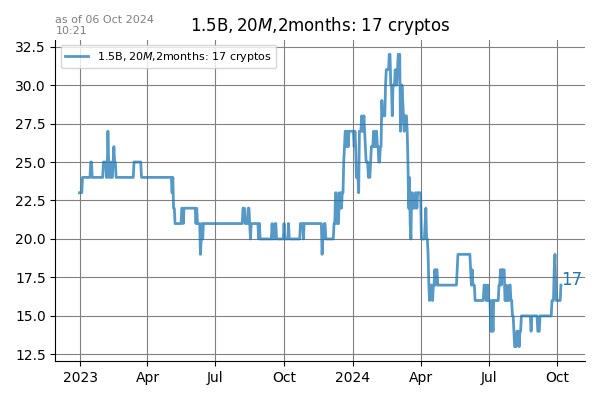 as of 06 Oct 2024
10:21
1.5B, 20M,2months: 17 cryptos
1.5B, 20M,2months: 17 cryptos
32.5
30.0
27.5
25.0
22.5
20.0
17.5
15.0
12.5
17
2023
Apr
Jul
Oct
2024
Apr
Jul
Oct